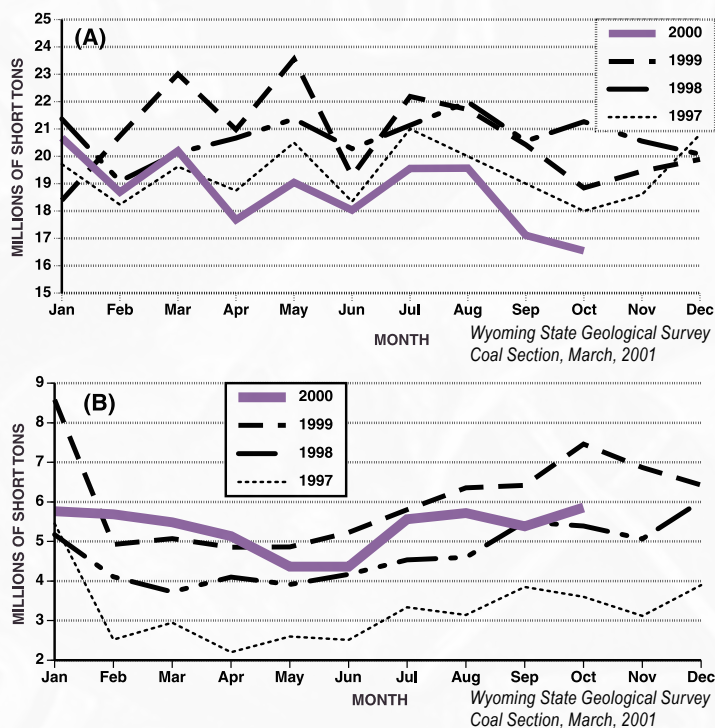 (A)
25
24
23
22
21
20
19
18
17
16
15
MILLIONS OF SHORT TONS
2000
1999
1998
1997
Jan Feb Mar Apr May Jun Jul Aug Sep Oct Nov Dec
MONTH
Wyoming State Geological Survey
Coal Section, March, 2001
(B)
9
8
7
6
5
4
3
2
MILLIONS OF SHORT TONS
2000
1999
1998
1997
Jan Feb Mar Apr May Jun Jul Aug Sep Oct Nov Dec
MONTH
Wyoming State Geological Survey
Coal Section, March, 2001